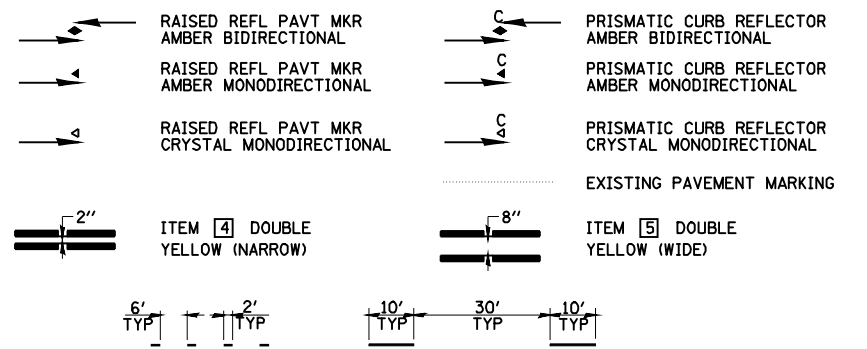 RAISED REFL PAVT MKR
AMBER BIDIRECTIONAL
C
PRISMATIC CURB REFLECTOR
AMBER BIDIRECTIONAL
RAISED REFL PAVT MKR
AMBER MONODIRECTIONAL
C
PRISMATIC CURB REFLECTOR
AMBER MONODIRECTIONAL
RAISED REFL PAVT MKR
CRYSTAL MONODIRECTIONAL
C
PRISMATIC CURB REFLECTOR
CRYSTAL MONODIRECTIONAL
EXISTING PAVEMENT MARKING
2''
ITEM 4 DOUBLE
YELLOW (NARROW)
8''
ITEM 5 DOUBLE
YELLOW (WIDE)
6'
TYP
2'
TYP
10'
TYP
30'
TYP
10'
TYP